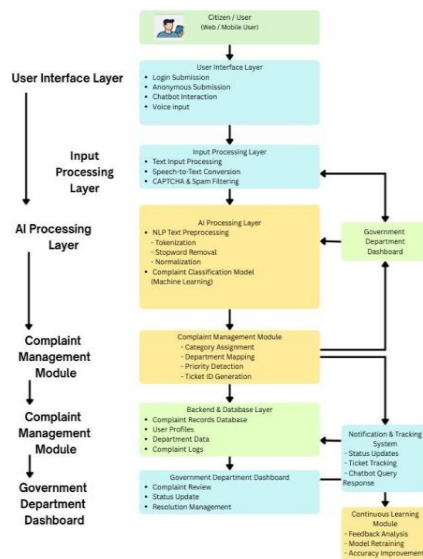 Citizen / User
(Web / Mobile User)
User Interface Layer
User Interface Layer
• Login Submission
• Anonymous Submission
• Chatbot Interaction
• Voice input
Input
Processing
Layer
Input Processing Layer
• Text Input Processing
• Speech-to-Text Conversion
• CAPTCHA & Spam Filtering
AI Processing
Layer
AI Processing Layer
• NLP Text Preprocessing
- Tokenization
- Stopword Removal
- Normalization
• Complaint Classification Model
(Machine Learning)
Government
Department
Dashboard
Complaint
Management
Module
Complaint Management Module
- Category Assignment
- Department Mapping
- Priority Detection
- Ticket ID Generation
Complaint
Management
Module
Backend & Database Layer
• Complaint Records Database
• User Profiles
• Department Data
• Complaint Logs
Notification & Tracking
System
- Status Updates
- Ticket Tracking
- Chatbot Query
Response
Government
Department
Dashboard
Government Department Dashboard
• Complaint Review
• Status Update
• Resolution Management
Continuous Learning
Module
• Feedback Analysis
• Model Retraining
• Accuracy Improvement